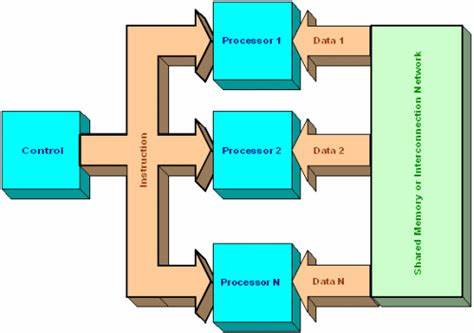 Processor 1
Data 1
Control
Instruction
Processor 2
Data 2
Shared Memory or Interconnection Network
Processor N
Data N